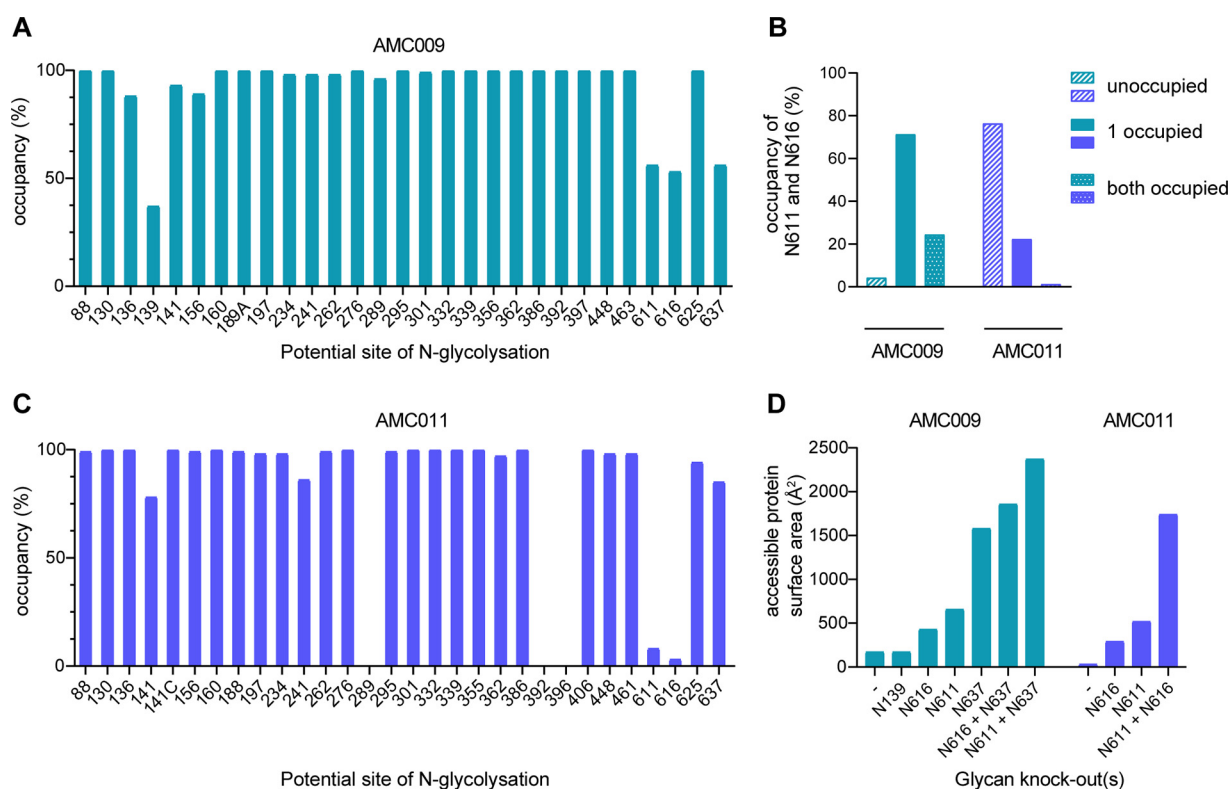 A
AMC009
occupancy (%)
100
50
0
88
130
136
139
141
156
160
189A
197
234
241
262
276
289
295
301
332
339
356
362
386
392
397
448
463
611
616
625
637
Potential site of N-glycolysation
B
occupancy of
N611 and N616 (%)
100
80
60
40
20
0
AMC009
AMC011
unoccupied
1 occupied
both occupied
C
AMC011
occupancy (%)
100
50
0
88
130
136
141
141C
156
160
188
197
234
241
262
276
289
295
301
332
339
355
362
386
392
396
406
448
461
611
616
625
637
Potential site of N-glycolysation
D
AMC009
AMC011
accessible protein
surface area (Å²)
2500
2000
1500
1000
500
0
-
N139
N616
N611
N637
N616 + N637
N611 + N637
-
N616
N611
N611 + N616
Glycan knock-out(s)